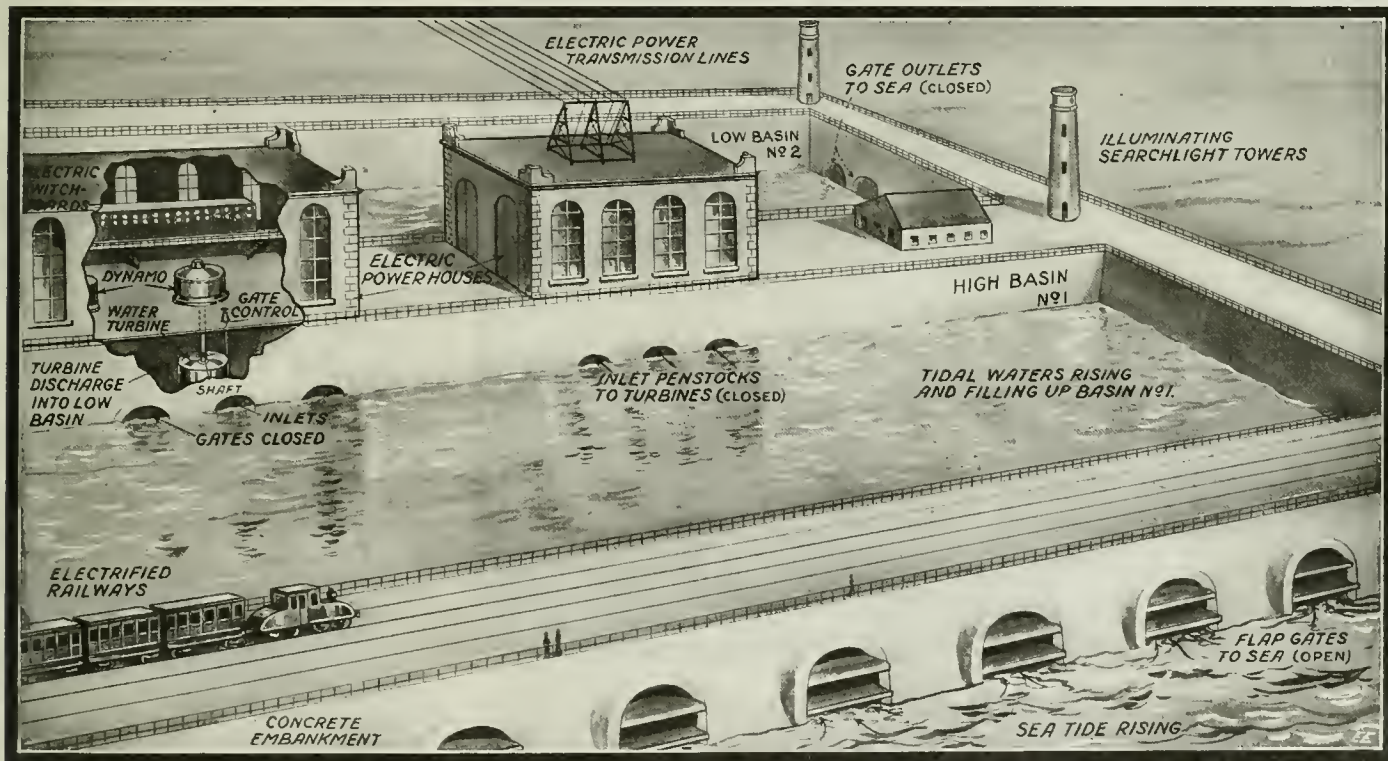 ELECTRIC POWER
TRANSMISSION LINES
GATE OUTLETS
TO SEA (CLOSED)
LOW BASIN
Nº2
ILLUMINATING
SEARCHLIGHT TOWERS
ELECTRIC
WITCH-
ARDS
ELECTRIC
POWER HOUSES
DYNAMO
GATE
CONTROL
WATER
TURBINE
HIGH BASIN
Nº1
TURBINE
DISCHARGE
INTO LOW
BASIN
SHAFT
INLETS
GATES CLOSED
INLET PENSTOCKS
TO TURBINES (CLOSED)
TIDAL WATERS RISING
AND FILLING UP BASIN Nº1.
ELECTRIFIED
RAILWAYS
FLAP GATES
TO SEA (OPEN)
CONCRETE
EMBANKMENT
SEA TIDE RISING